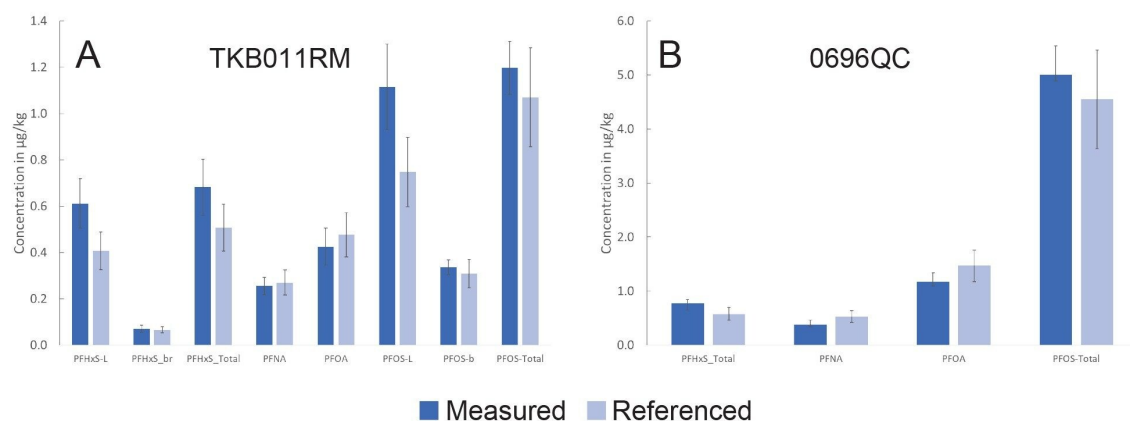 A
TKB011RM
Concentration in µg/kg
1.4
1.2
1.0
0.8
0.6
0.4
0.2
0.0
PFHxS-L PFHxS_br PFHxS_Total PFNA PFOA PFOS-L PFOS-b PFOS-Total
B
0696QC
Concentration in µg/kg
6.0
5.0
4.0
3.0
2.0
1.0
0.0
PFHxS_Total PFNA PFOA PFOS-Total
Measured Referenced